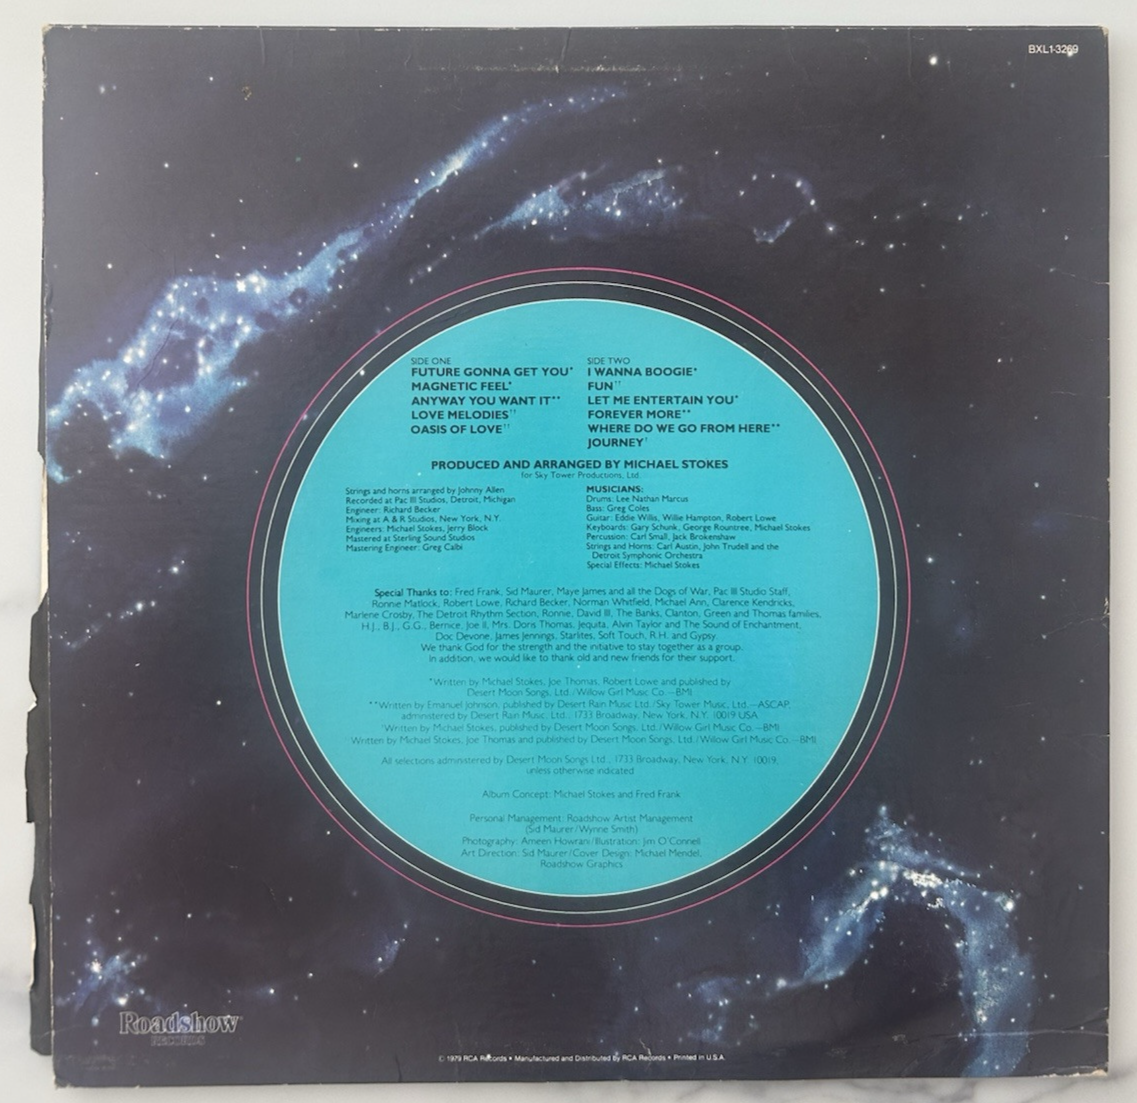 BXL1-3269
SIDE ONE
FUTURE GONNA GET YOU*
MAGNETIC FEEL*
ANYWAY YOU WANT IT**
LOVE MELODIES††
OASIS OF LOVE††
SIDE TWO
I WANNA BOOGIE*
FUN††
LET ME ENTERTAIN YOU*
FOREVER MORE**
WHERE DO WE GO FROM HERE**
JOURNEY†
PRODUCED AND ARRANGED BY MICHAEL STOKES
for Sky Tower Productions, Ltd.
Strings and horns arranged by Johnny Allen
Recorded at Pac III Studios, Detroit, Michigan
Engineer: Richard Becker
Mixing at A & R Studios, New York, N.Y.
Engineers: Michael Stokes, Jerry Block
Mastered at Sterling Sound Studios
Mastering Engineer: Greg Calbi
MUSICIANS:
Drums: Lee Nathan Marcus
Bass: Greg Coles
Guitar: Eddie Willis, Willie Hampton, Robert Lowe
Keyboards: Gary Schunk, George Rountree, Michael Stokes
Percussion: Carl Small, Jack Brokenshaw
Strings and Horns: Carl Austin, John Trudell and the
Detroit Symphonic Orchestra
Special Effects: Michael Stokes
Special Thanks to: Fred Frank, Sid Maurer, Maye James and all the Dogs of War, Pac III Studio Staff,
Ronnie Matlock, Robert Lowe, Richard Becker, Norman Whitfield, Michael Ann, Clarence Kendricks,
Marlene Crosby, The Detroit Rhythm Section, Ronnie, David III, The Banks, Clanton, Green and Thomas families,
H.J., B.J., G.G., Bernice, Joe II, Mrs. Doris Thomas, Jequita, Alvin Taylor and The Sound of Enchantment,
Doc Devone, James Jennings, Starlites, Soft Touch, R.H. and Gypsy.
We thank God for the strength and the initiative to stay together as a group.
In addition, we would like to thank old and new friends for their support.
*Written by Michael Stokes, Joe Thomas, Robert Lowe and published by
Desert Moon Songs, Ltd./Willow Girl Music Co.—BMI
**Written by Emanuel Johnson, published by Desert Rain Music Ltd./Sky Tower Music, Ltd.—ASCAP,
administered by Desert Rain Music, Ltd., 1733 Broadway, New York, N.Y. 10019 USA
†Written by Michael Stokes, published by Desert Moon Songs, Ltd./Willow Girl Music Co.—BMI
Written by Michael Stokes, Joe Thomas and published by Desert Moon Songs, Ltd./Willow Girl Music Co.—BMI
All selections administered by Desert Moon Songs Ltd., 1733 Broadway, New York, N.Y. 10019,
unless otherwise indicated
Album Concept: Michael Stokes and Fred Frank
Personal Management: Roadshow Artist Management
(Sid Maurer/Wynne Smith)
Photography: Ameen Howrani/Illustration: Jim O'Connell
Art Direction: Sid Maurer/Cover Design: Michael Mendel,
Roadshow Graphics
Roadshow
RECORDS
© 1979 RCA Records • Manufactured and Distributed by RCA Records • Printed in U.S.A.